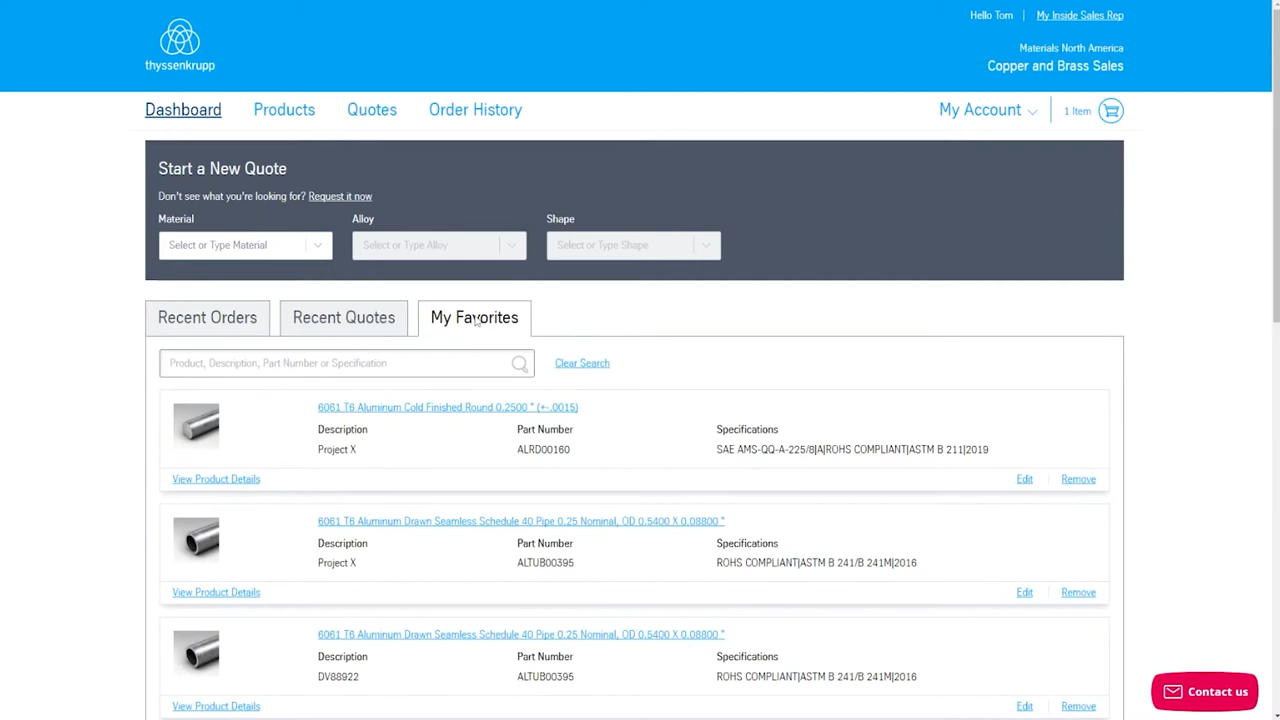 Hello Tom
My Inside Sales Rep
thyssenkrupp
Materials North America
Copper and Brass Sales
Dashboard
Products
Quotes
Order History
My Account
1 Item
Start a New Quote
Don't see what you're looking for? Request it now
Material
Alloy
Shape
Select or Type Material
Select or Type Alloy
Select or Type Shape
Recent Orders
Recent Quotes
My Favorites
Product, Description, Part Number or Specification
Clear Search
6061 T6 Aluminum Cold Finished Round 0.2500 " (+-.0015)
Description
Part Number
Specifications
Project X
ALRD00160
SAE AMS-QQ-A-225/8|A|ROHS COMPLIANT|ASTM B 211|2019
View Product Details
Edit
Remove
6061 T6 Aluminum Drawn Seamless Schedule 40 Pipe 0.25 Nominal, OD 0.5400 X 0.08800 "
Description
Part Number
Specifications
Project X
ALTUB00395
ROHS COMPLIANT|ASTM B 241/B 241M|2016
View Product Details
Edit
Remove
6061 T6 Aluminum Drawn Seamless Schedule 40 Pipe 0.25 Nominal, OD 0.5400 X 0.08800 "
Description
Part Number
Specifications
DV88922
ALTUB00395
ROHS COMPLIANT|ASTM B 241/B 241M|2016
View Product Details
Edit
Remove
Contact us